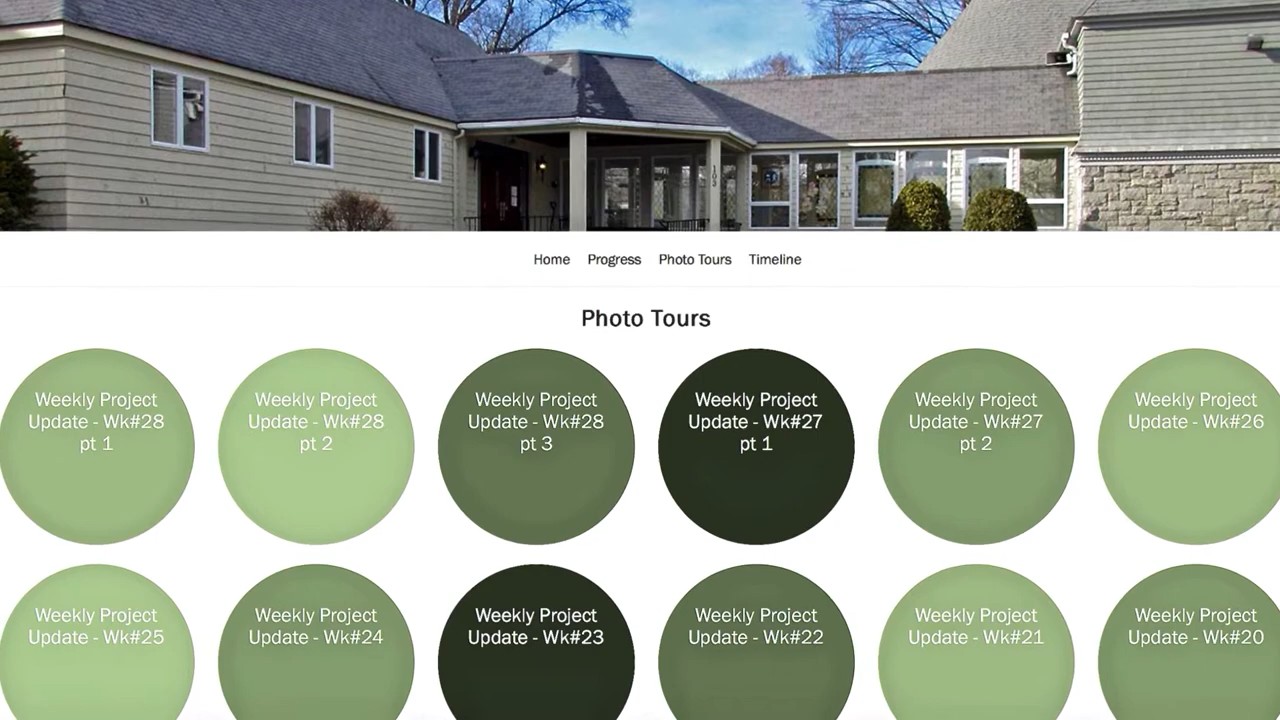 103
Home Progress Photo Tours Timeline
Photo Tours
Weekly Project
Update - Wk#28
pt 1
Weekly Project
Update - Wk#28
pt 2
Weekly Project
Update - Wk#28
pt 3
Weekly Project
Update - Wk#27
pt 1
Weekly Project
Update - Wk#27
pt 2
Weekly Project
Update - Wk#26
Weekly Project
Update - Wk#25
Weekly Project
Update - Wk#24
Weekly Project
Update - Wk#23
Weekly Project
Update - Wk#22
Weekly Project
Update - Wk#21
Weekly Project
Update - Wk#20